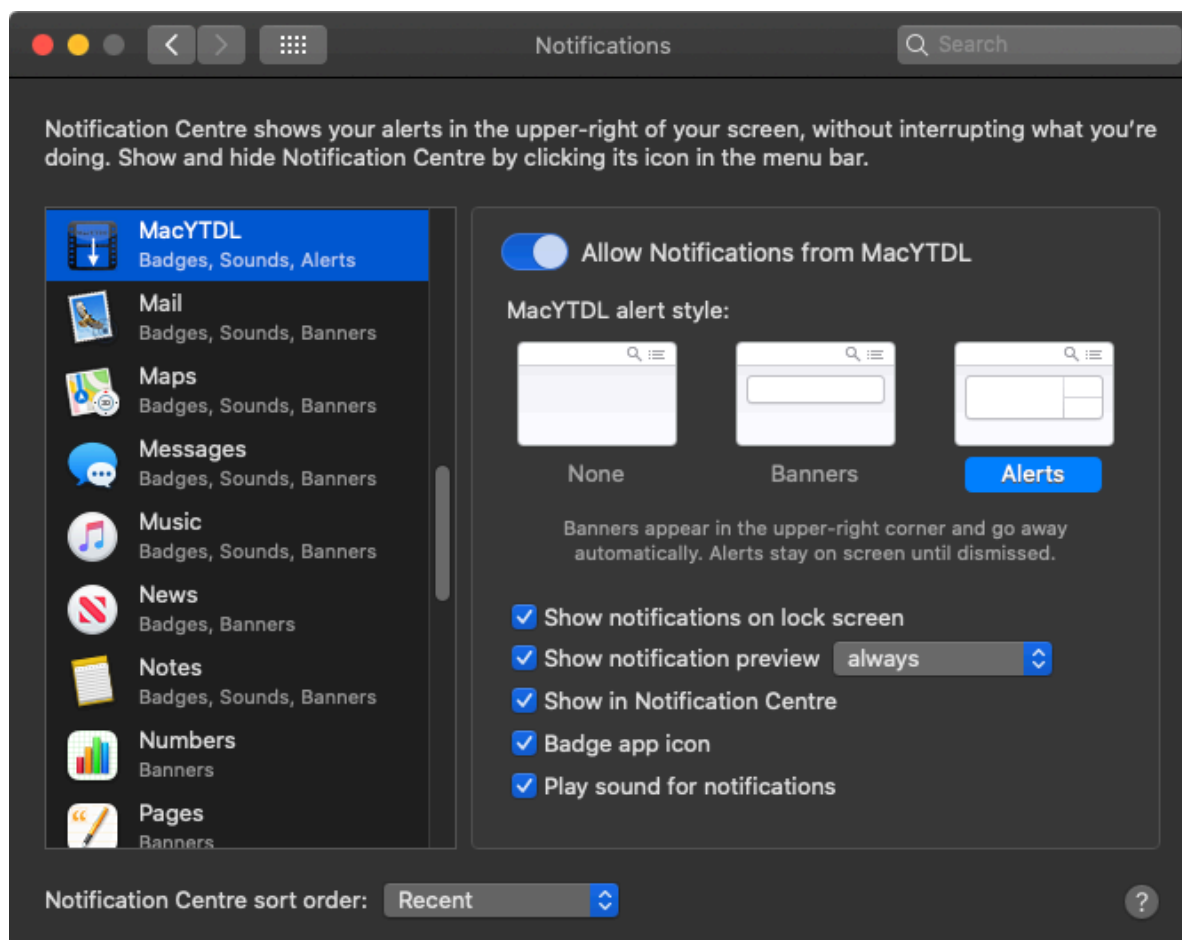 Notifications
Search
Notification Centre shows your alerts in the upper-right of your screen, without interrupting what you're
doing. Show and hide Notification Centre by clicking its icon in the menu bar.
MacYTDL
Badges, Sounds, Alerts
Mail
Badges, Sounds, Banners
Maps
Badges, Sounds, Banners
Messages
Badges, Sounds, Banners
Music
Badges, Sounds, Banners
News
Badges, Banners
Notes
Badges, Sounds, Banners
Numbers
Banners
Pages
Banners
Allow Notifications from MacYTDL
MacYTDL alert style:
None Banners Alerts
Banners appear in the upper-right corner and go away
automatically. Alerts stay on screen until dismissed.
Show notifications on lock screen
Show notification preview always
Show in Notification Centre
Badge app icon
Play sound for notifications
Notification Centre sort order: Recent ?